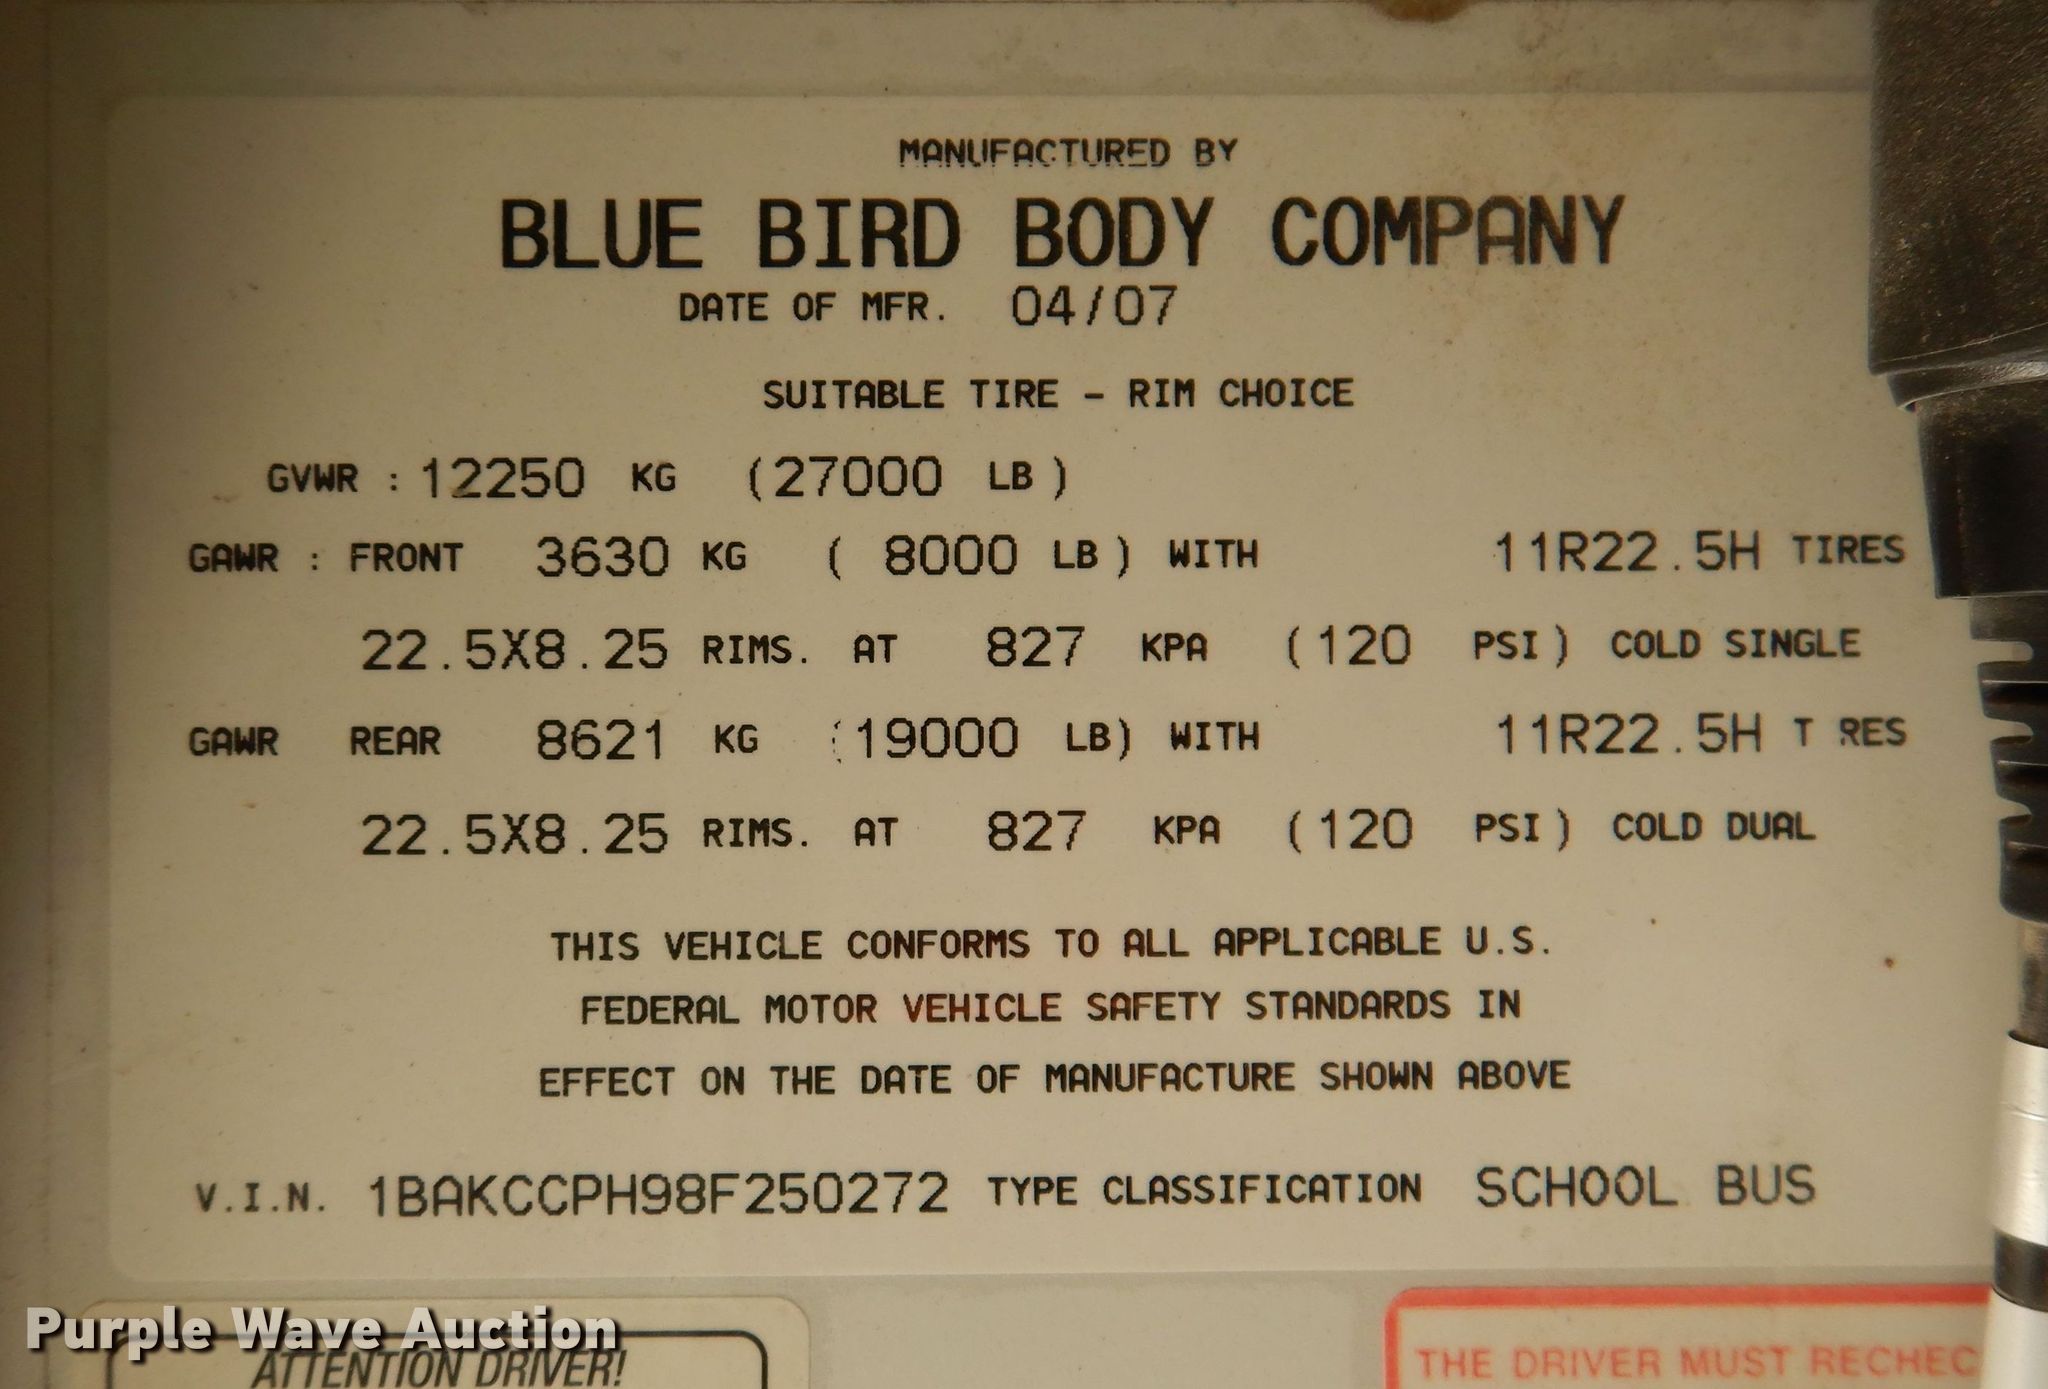 MANUFACTURED BY
BLUE BIRD BODY COMPANY
DATE OF MFR. 04/07
SUITABLE TIRE - RIM CHOICE
GVWR : 12250 KG (27000 LB)
GAWR : FRONT 3630 KG ( 8000 LB) WITH 11R22.5H TIRES
22.5X8.25 RIMS. AT 827 KPA (120 PSI) COLD SINGLE
GAWR REAR 8621 KG (19000 LB) WITH 11R22.5H T RES
22.5X8.25 RIMS. AT 827 KPA (120 PSI) COLD DUAL
THIS VEHICLE CONFORMS TO ALL APPLICABLE U.S.
FEDERAL MOTOR VEHICLE SAFETY STANDARDS IN
EFFECT ON THE DATE OF MANUFACTURE SHOWN ABOVE
V.I.N. 1BAKCCPH98F250272 TYPE CLASSIFICATION SCHOOL BUS
Purple Wave Auction
ATTENTION DRIVER!
THE DRIVER MUST RECHEC